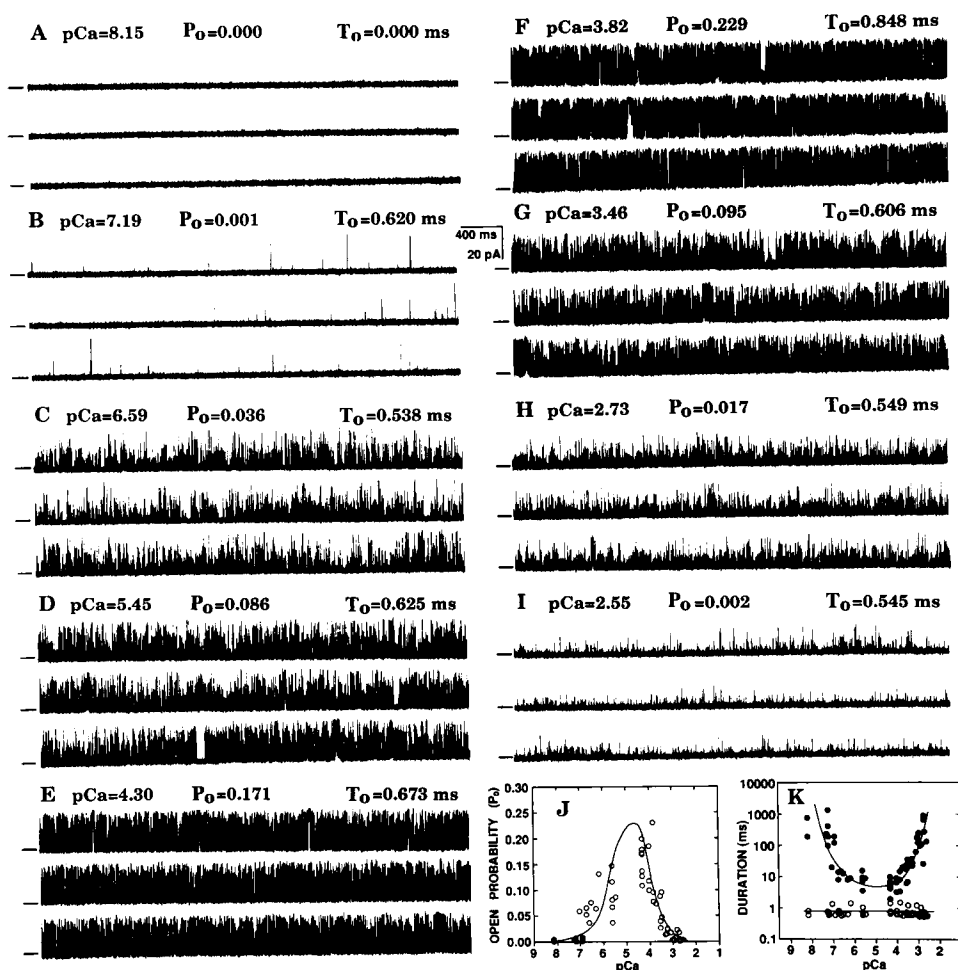 A pCa=8.15 Po=0.000 To=0.000 ms
B pCa=7.19 Po=0.001 To=0.620 ms
C pCa=6.59 Po=0.036 To=0.538 ms
D pCa=5.45 Po=0.086 To=0.625 ms
E pCa=4.30 Po=0.171 To=0.673 ms
F pCa=3.82 Po=0.229 To=0.848 ms
400 ms
20 pA
G pCa=3.46 Po=0.095 To=0.606 ms
H pCa=2.73 Po=0.017 To=0.549 ms
I pCa=2.55 Po=0.002 To=0.545 ms
J
OPEN PROBABILITY (Po)
0.30
0.25
0.20
0.15
0.10
0.05
0.00
9 8 7 6 5 4 3 2 1
pCa
K
DURATION (ms)
10000
1000
100
10
1
0.1
9 8 7 6 5 4 3 2
pCa